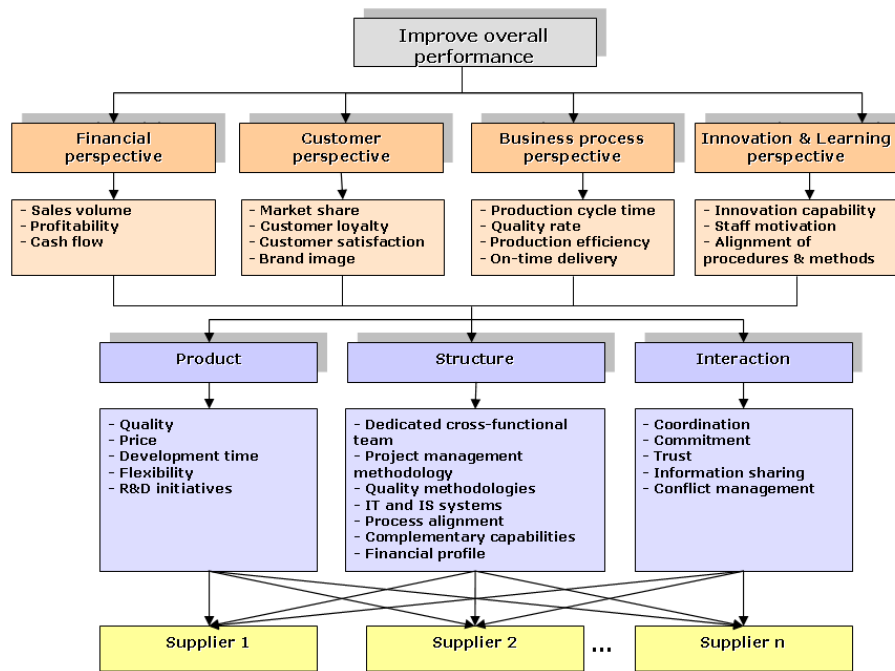 Improve overall
performance
Financial
perspective
Customer
perspective
Business process
perspective
Innovation & Learning
perspective
- Sales volume
- Profitability
- Cash flow
- Market share
- Customer loyalty
- Customer satisfaction
- Brand image
- Production cycle time
- Quality rate
- Production efficiency
- On-time delivery
- Innovation capability
- Staff motivation
- Alignment of
procedures & methods
Product
Structure
Interaction
- Quality
- Price
- Development time
- Flexibility
- R&D initiatives
- Dedicated cross-functional
team
- Project management
methodology
- Quality methodologies
- IT and IS systems
- Process alignment
- Complementary capabilities
- Financial profile
- Coordination
- Commitment
- Trust
- Information sharing
- Conflict management
Supplier 1
Supplier 2
...
Supplier n